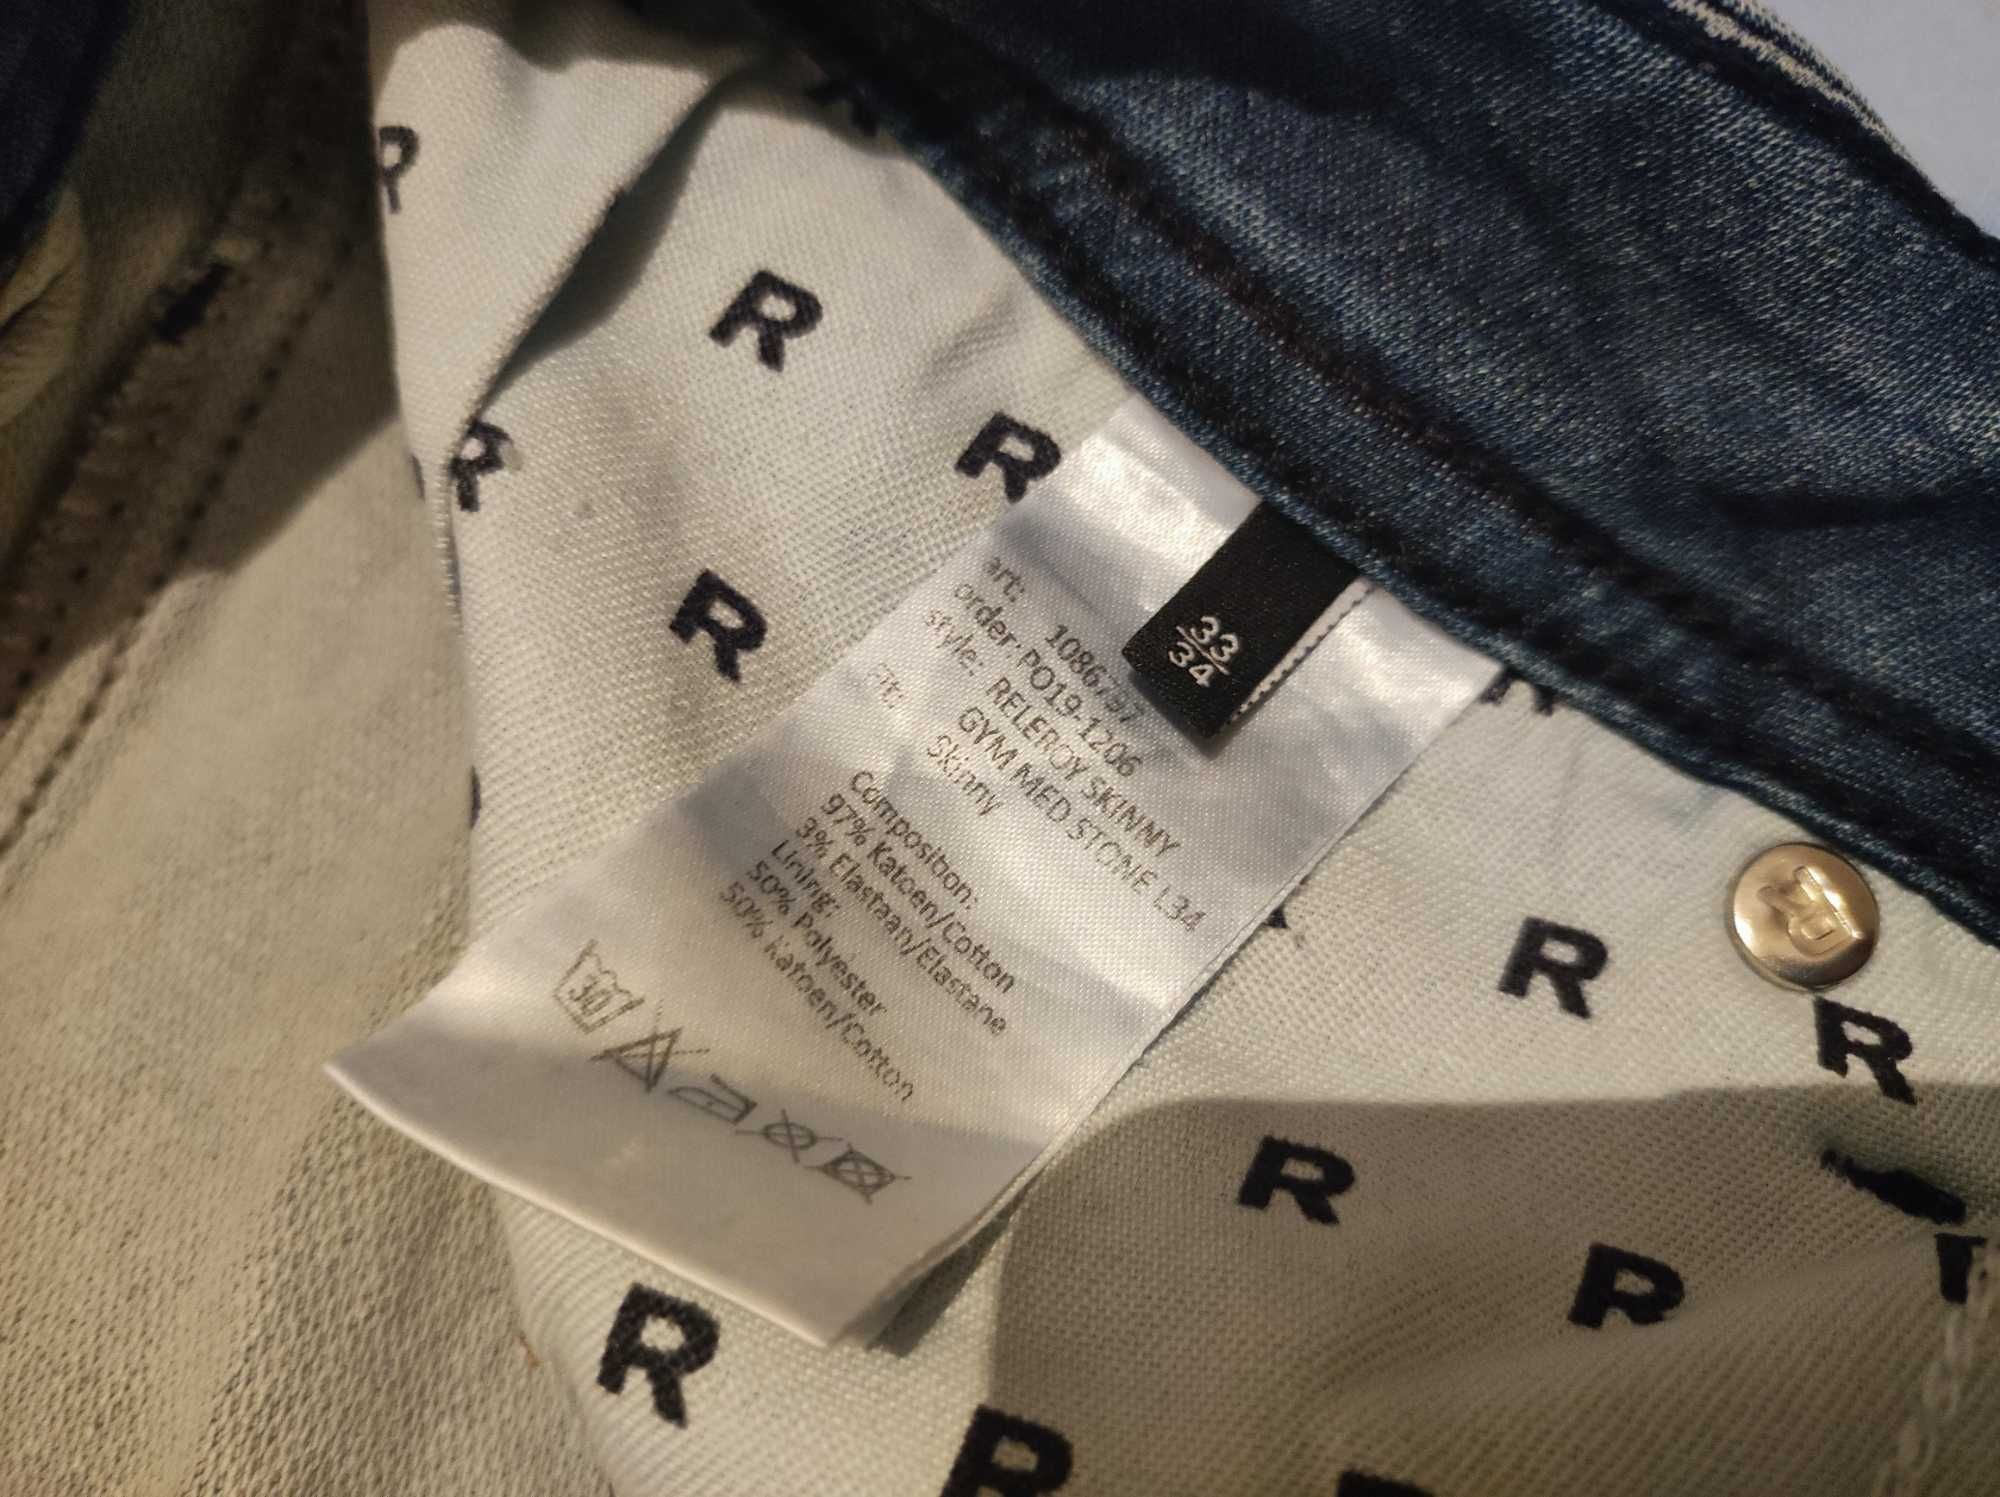 33
34
art: 1086757
order: PO19-1206
style: RELEROY SKINNY
GYM MED STONE L34
Fit: Skinny
Composition:
97% Katoen/Cotton
3% Elastaan/Elastane
Lining:
50% Polyester
50% Katoen/Cotton
30
R
R
R
R
R
R
R
R
R
R
R